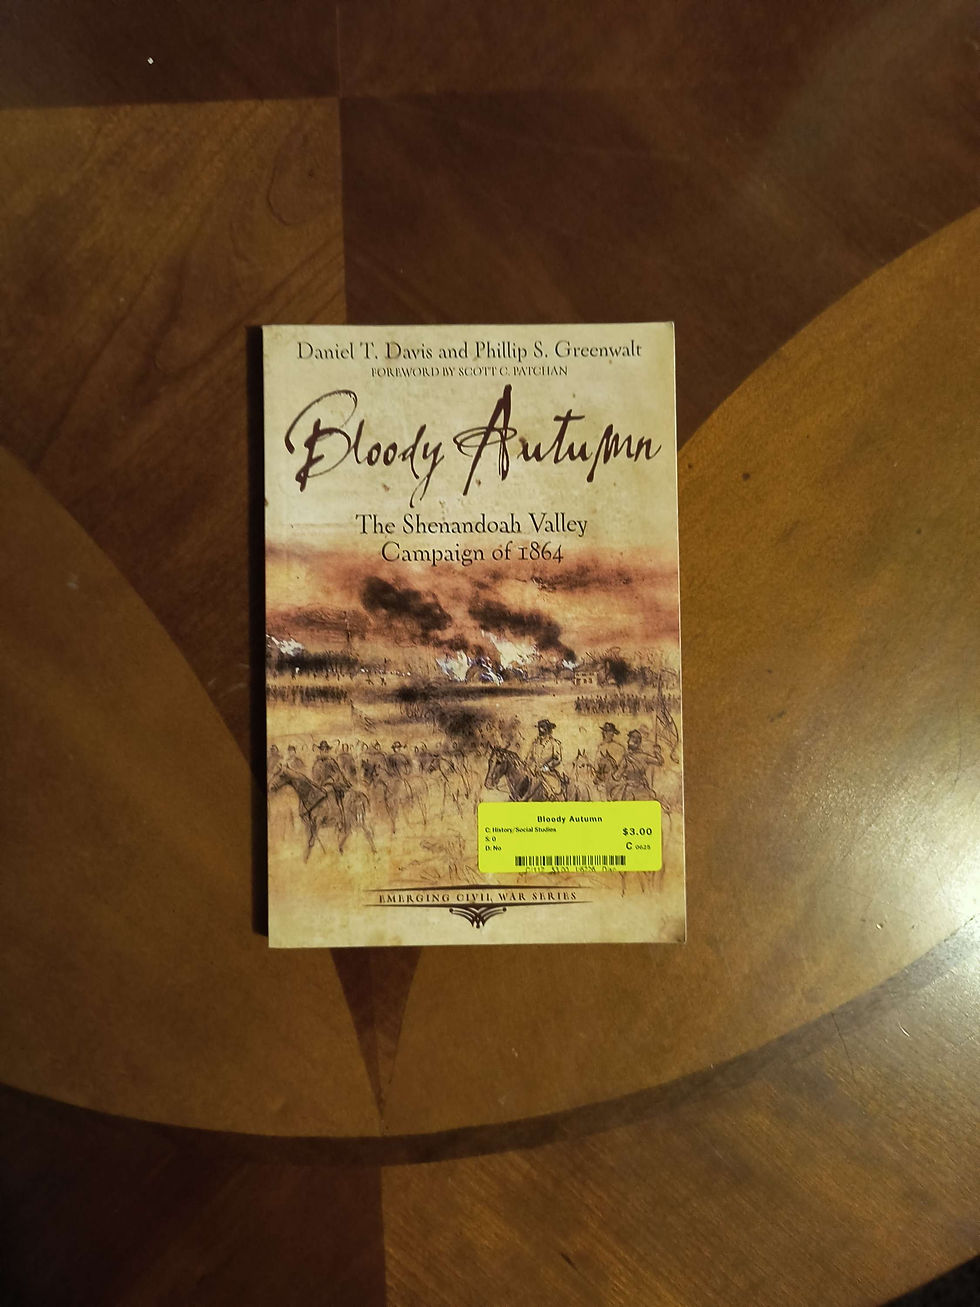 Daniel T. Davis and Phillip S. Greenwalt
FOREWORD BY SCOTT C. PATCHAN
Bloody Autumn
The Shenandoah Valley
Campaign of 1864
Bloody Autumn
C: History/Social Studies
$3.00
S: 0
D: No
C 0625
EMERGING CIVIL WAR SERIES